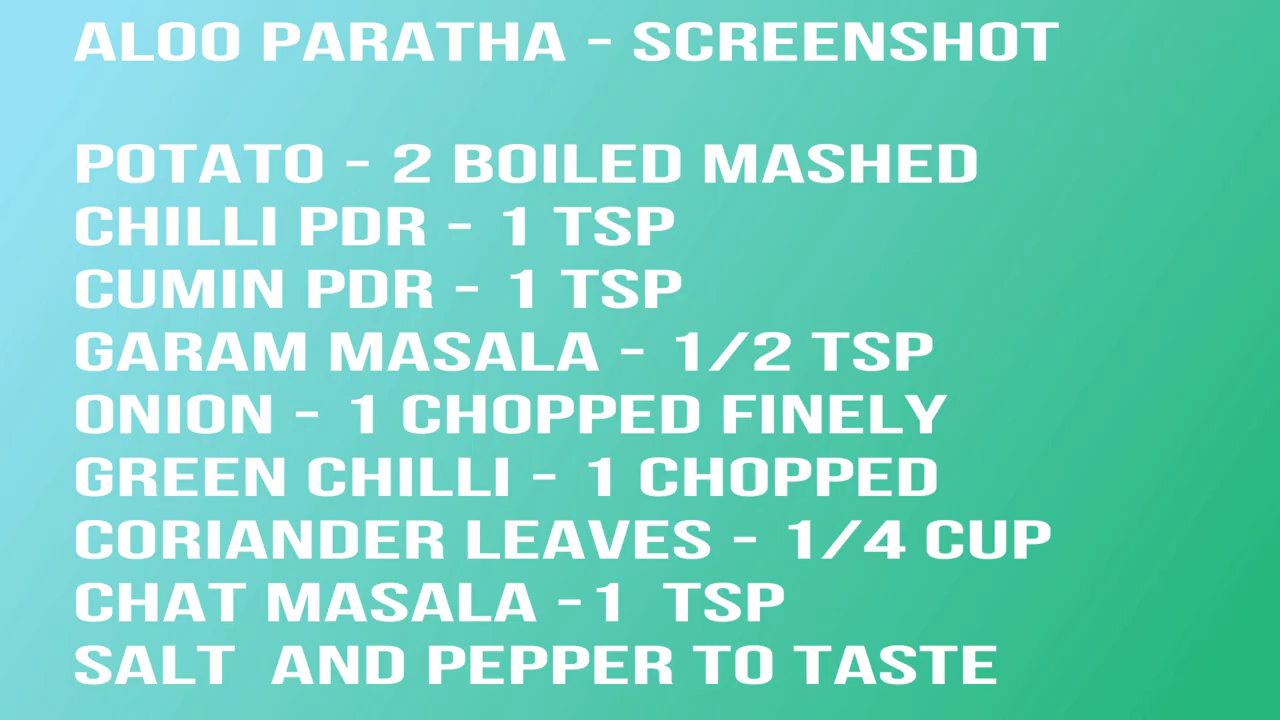 ALOO PARATHA - SCREENSHOT
POTATO - 2 BOILED MASHED
CHILLI PDR - 1 TSP
CUMIN PDR - 1 TSP
GARAM MASALA - 1/2 TSP
ONION - 1 CHOPPED FINELY
GREEN CHILLI - 1 CHOPPED
CORIANDER LEAVES - 1/4 CUP
CHAT MASALA -1  TSP
SALT  AND PEPPER TO TASTE